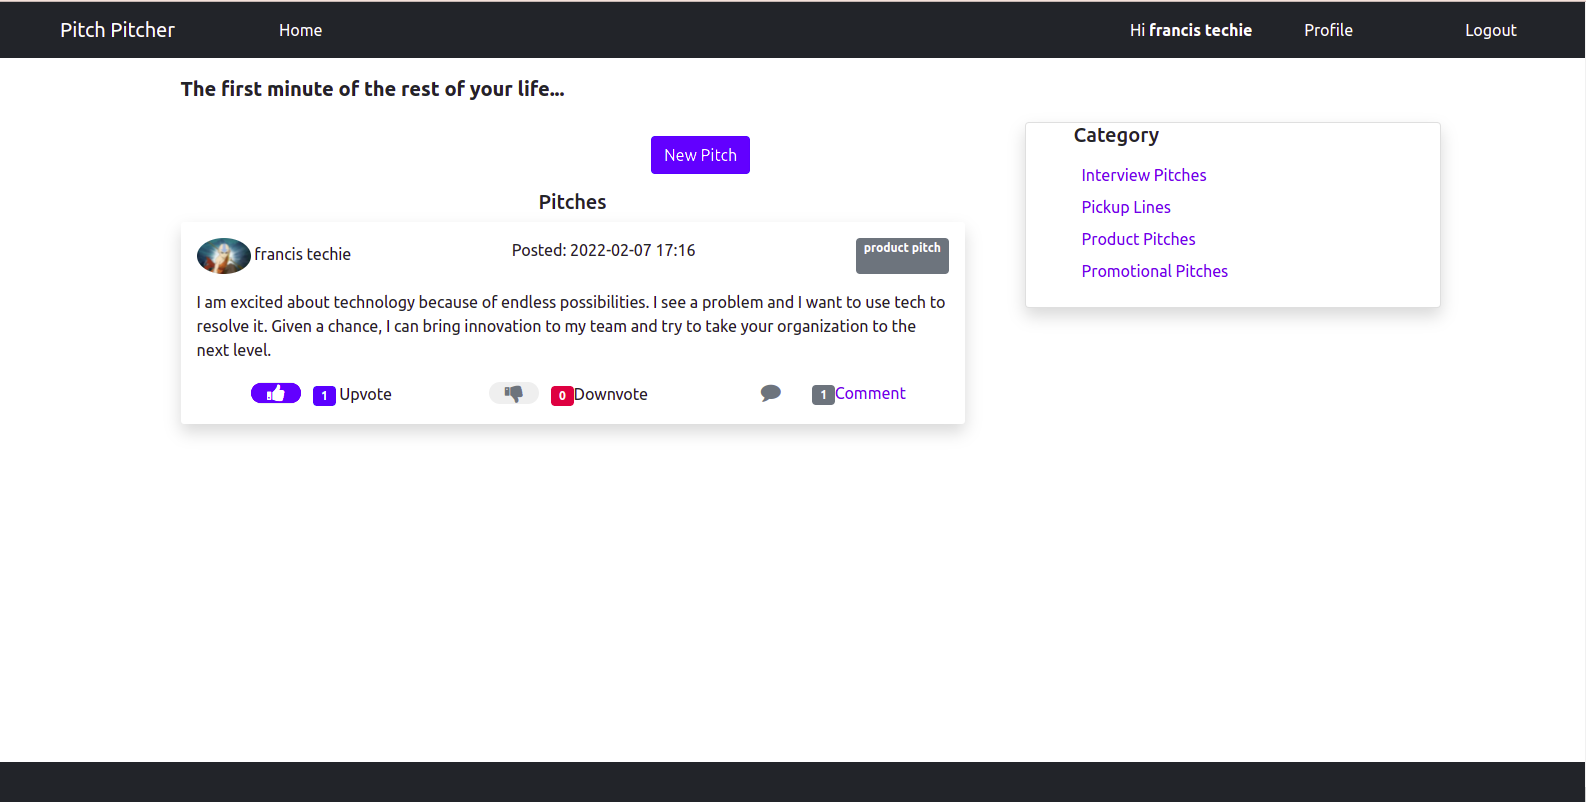 Pitch Pitcher Home Hi francis techie Profile Logout
The first minute of the rest of your life...
New Pitch
Pitches
francis techie Posted: 2022-02-07 17:16 product pitch
I am excited about technology because of endless possibilities. I see a problem and I want to use tech to
resolve it. Given a chance, I can bring innovation to my team and try to take your organization to the
next level.
1 Upvote 0 Downvote 1 Comment
Category
Interview Pitches
Pickup Lines
Product Pitches
Promotional Pitches